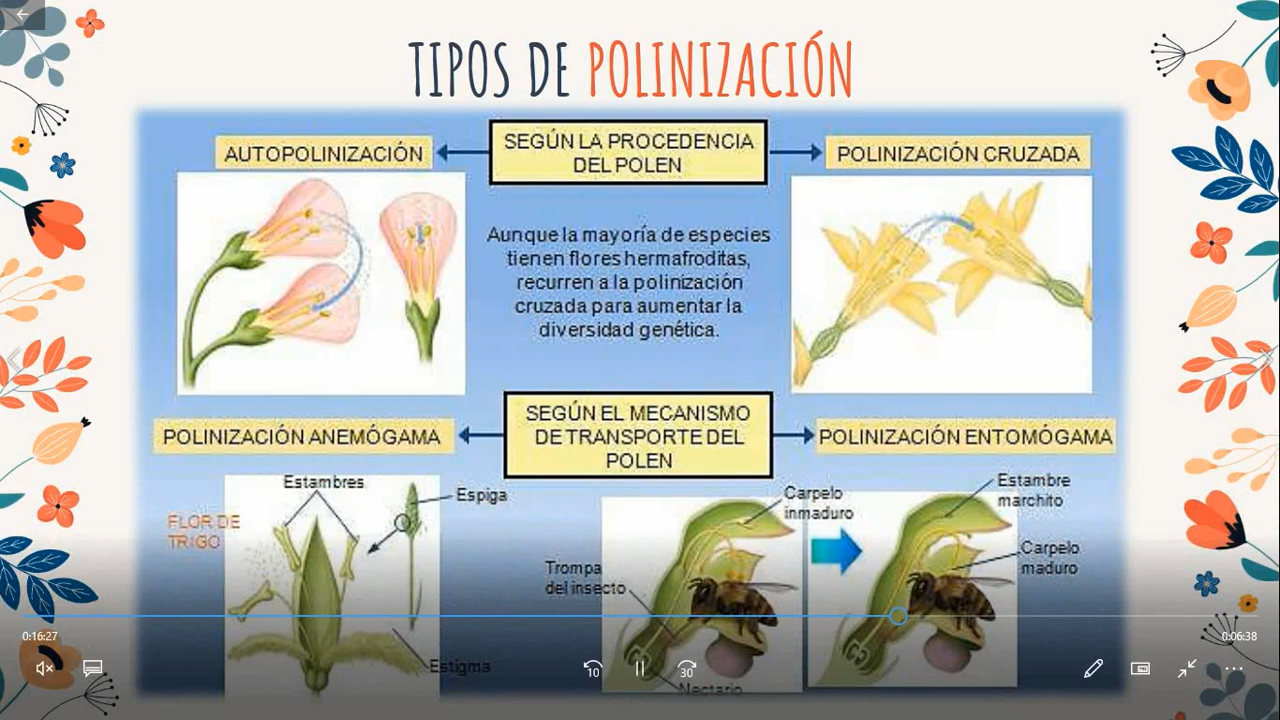 TIPOS DE POLINIZACIÓN
SEGÚN LA PROCEDENCIA
DEL POLEN
AUTOPOLINIZACIÓN
POLINIZACIÓN CRUZADA
Aunque la mayoría de especies
tienen flores hermafroditas,
recurren a la polinización
cruzada para aumentar la
diversidad genética.
SEGÚN EL MECANISMO
DE TRANSPORTE DEL
POLEN
POLINIZACIÓN ANEMÓGAMA
POLINIZACIÓN ENTOMÓGAMA
Estambres
Espiga
FLOR DE
TRIGO
Estigma
Carpelo
inmaduro
Trompa
del insecto
Nectario
Estambre
marchito
Carpelo
maduro
0:16:27
0:06:38
10
30